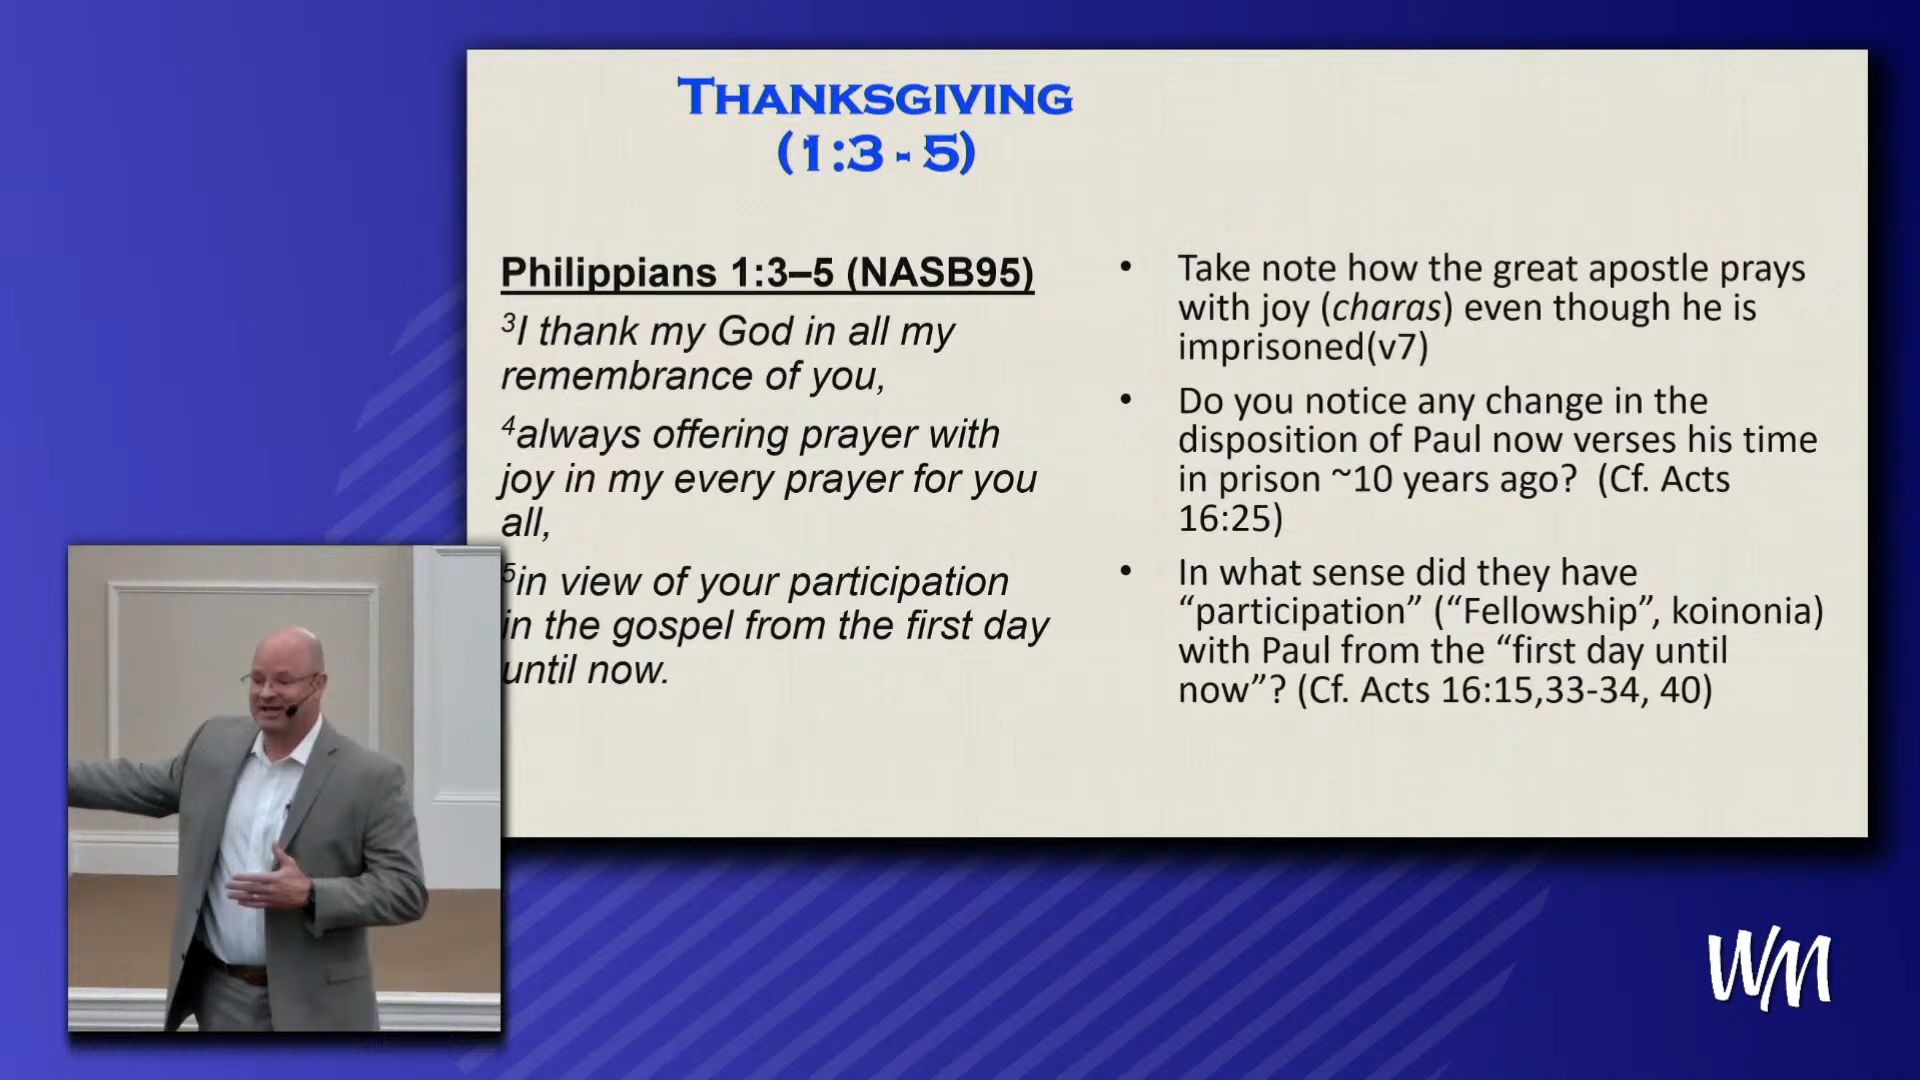 THANKSGIVING
(1:3 - 5)
Philippians 1:3–5 (NASB95)
³I thank my God in all my
remembrance of you,
⁴always offering prayer with
joy in my every prayer for you
all,
⁵in view of your participation
in the gospel from the first day
until now.
• Take note how the great apostle prays
with joy (charas) even though he is
imprisoned(v7)
• Do you notice any change in the
disposition of Paul now verses his time
in prison ~10 years ago? (Cf. Acts
16:25)
• In what sense did they have
“participation” (“Fellowship”, koinonia)
with Paul from the “first day until
now”? (Cf. Acts 16:15,33-34, 40)
WM